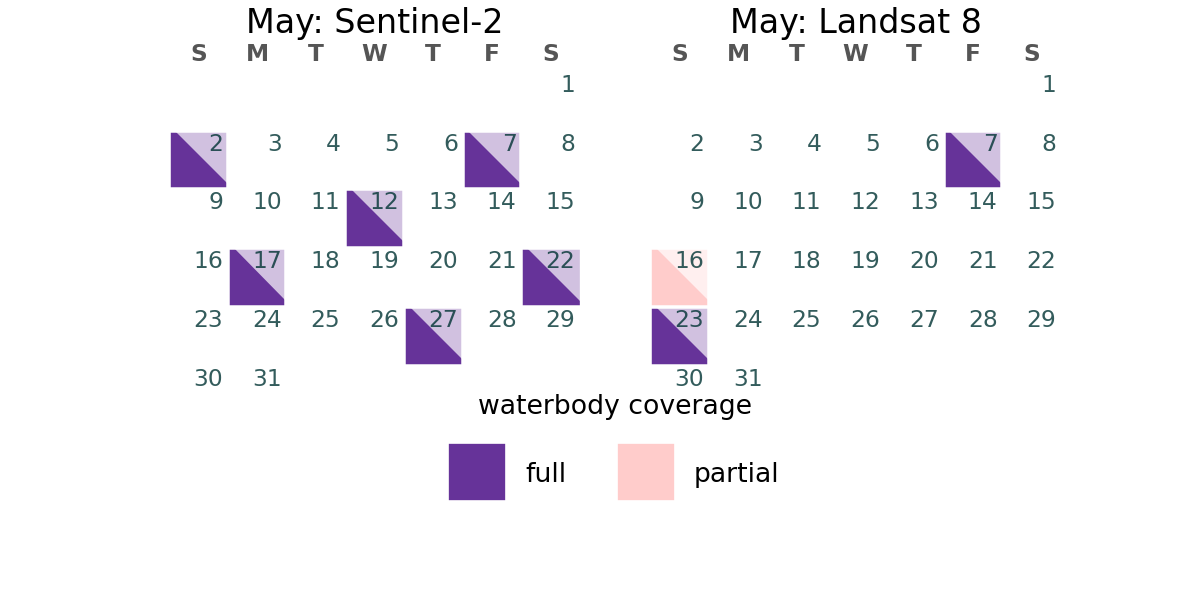 May: Sentinel-2
S M T W T F S
1
2 3 4 5 6 7 8
9 10 11 12 13 14 15
16 17 18 19 20 21 22
23 24 25 26 27 28 29
30 31
May: Landsat 8
S M T W T F S
1
2 3 4 5 6 7 8
9 10 11 12 13 14 15
16 17 18 19 20 21 22
23 24 25 26 27 28 29
30 31
waterbody coverage
full
partial